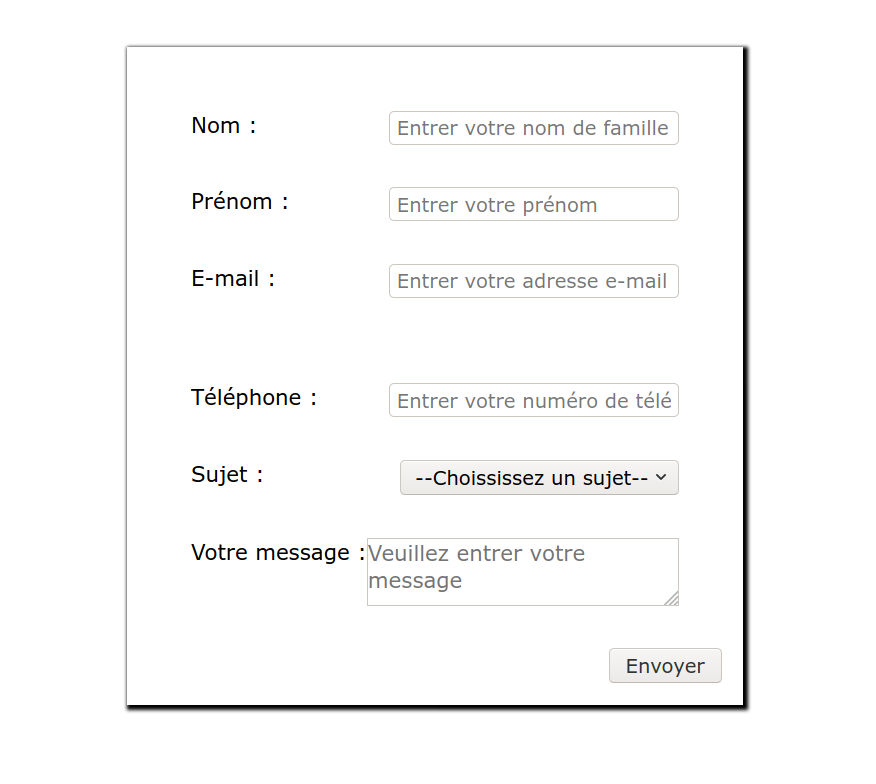 Nom : Entrer votre nom de famille
Prénom : Entrer votre prénom
E-mail : Entrer votre adresse e-mail
Téléphone : Entrer votre numéro de télé
Sujet : --Choississez un sujet--
Votre message : Veuillez entrer votre
message
Envoyer